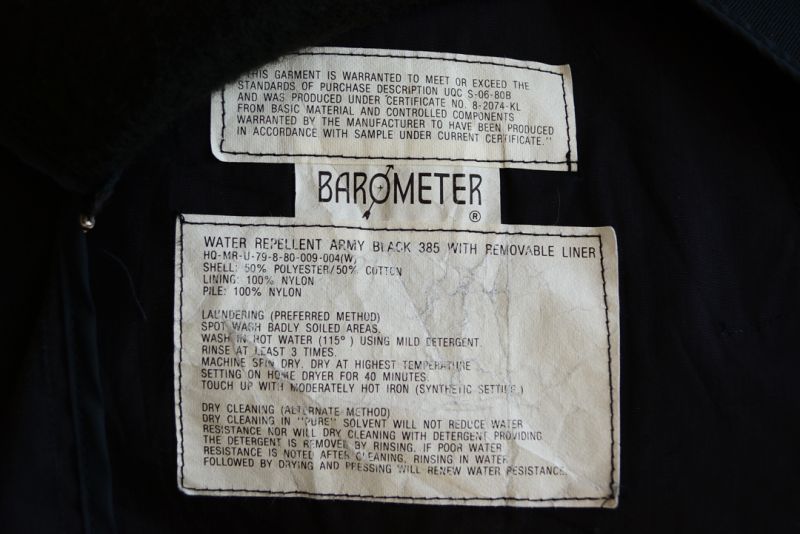 "THIS GARMENT IS WARRANTED TO MEET OR EXCEED THE
STANDARDS OF PURCHASE DESCRIPTION UQC S-06-80B
AND WAS PRODUCED UNDER CERTIFICATE NO. 8-2074-KL
FROM BASIC MATERIAL AND CONTROLLED COMPONENTS
WARRANTED BY THE MANUFACTURER TO HAVE BEEN PRODUCED
IN ACCORDANCE WITH SAMPLE UNDER CURRENT CERTIFICATE."
BAROMETER ®
WATER REPELLENT ARMY BLACK 385 WITH REMOVABLE LINER
HQ-MR-U-79-8-80-009-004(W)
SHELL: 50% POLYESTER/50% COTTON
LINING: 100% NYLON
PILE: 100% NYLON
LAUNDERING (PREFERRED METHOD)
SPOT WASH BADLY SOILED AREAS.
WASH IN HOT WATER (115°) USING MILD DETERGENT.
RINSE AT LEAST 3 TIMES.
MACHINE SPIN DRY. DRY AT HIGHEST TEMPERATURE
SETTING ON HOME DRYER FOR 40 MINUTES.
TOUCH UP WITH MODERATELY HOT IRON (SYNTHETIC SETTING)
DRY CLEANING (ALTERNATE METHOD)
DRY CLEANING IN "PURE" SOLVENT WILL NOT REDUCE WATER
RESISTANCE NOR WILL DRY CLEANING WITH DETERGENT PROVIDING
THE DETERGENT IS REMOVED BY RINSING. IF POOR WATER
RESISTANCE IS NOTED AFTER CLEANING, RINSING IN WATER
FOLLOWED BY DRYING AND PRESSING WILL RENEW WATER RESISTANCE.